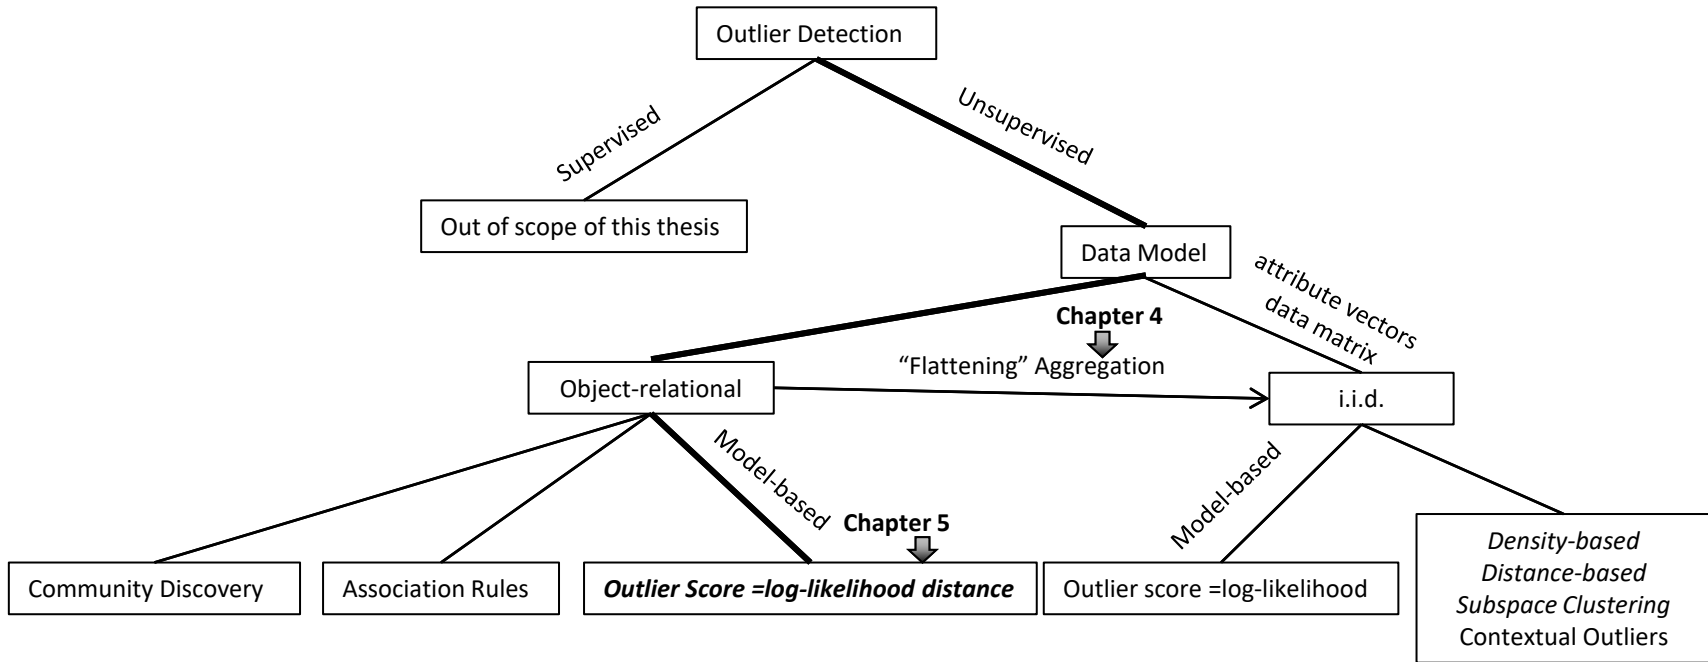 Outlier Detection
Supervised
Unsupervised
Out of scope of this thesis
Data Model
attribute vectors
data matrix
Chapter 4
“Flattening” Aggregation
Object-relational
i.i.d.
Model-based
Chapter 5
Model-based
Community Discovery
Association Rules
Outlier Score =log-likelihood distance
Outlier score =log-likelihood
Density-based
Distance-based
Subspace Clustering
Contextual Outliers